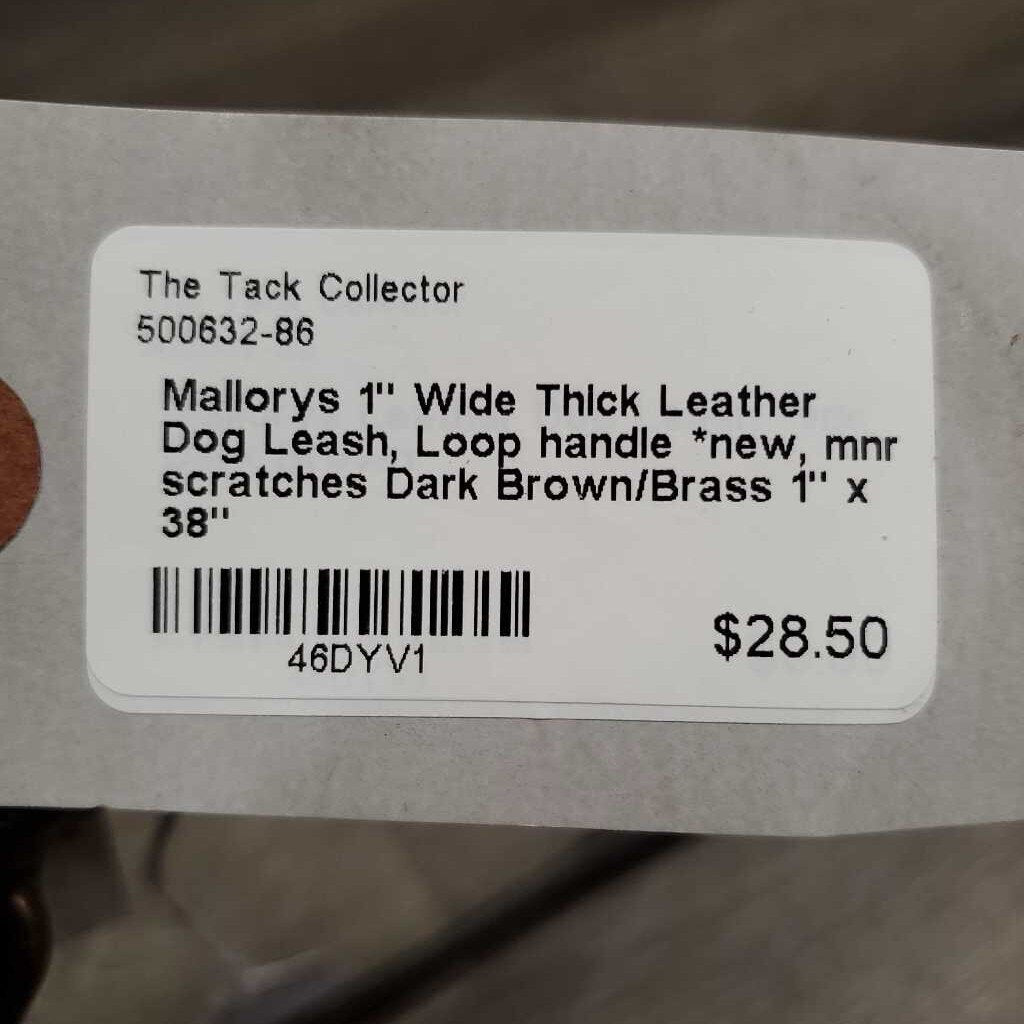 The Tack Collector
500632-86
Mallorys 1" Wide Thick Leather
Dog Leash, Loop handle *new, mnr
scratches Dark Brown/Brass 1" x
38"
46DYV1
$28.50